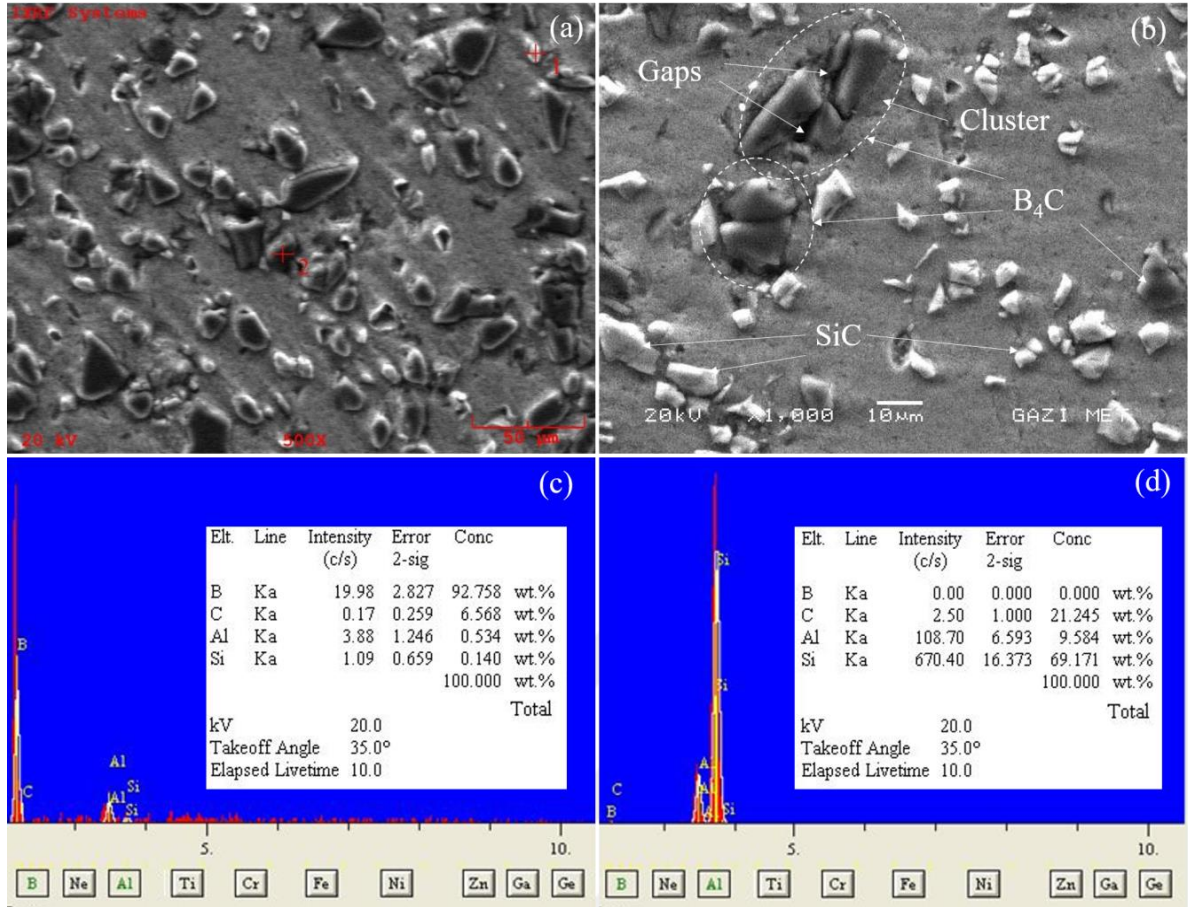 (a)
1
2
20 kV 500X 50 µm
(b)
Gaps
Cluster
B₄C
SiC
20kV X1,000 10µm GAZI MET
(c)
Elt. Line Intensity Error Conc
(c/s) 2-sig
B Ka 19.98 2.827 92.758 wt.%
C Ka 0.17 0.259 6.568 wt.%
Al Ka 3.88 1.246 0.534 wt.%
Si Ka 1.09 0.659 0.140 wt.%
100.000 wt.%
Total
kV 20.0
Takeoff Angle 35.0°
Elapsed Livetime 10.0
B
C
Al
Al
Si
Si
5. 10.
B Ne Al Ti Cr Fe Ni Zn Ga Ge
(d)
Elt. Line Intensity Error Conc
(c/s) 2-sig
B Ka 0.00 0.000 0.000 wt.%
C Ka 2.50 1.000 21.245 wt.%
Al Ka 108.70 6.593 9.584 wt.%
Si Ka 670.40 16.373 69.171 wt.%
100.000 wt.%
Total
kV 20.0
Takeoff Angle 35.0°
Elapsed Livetime 10.0
Si
Si
Si
C
B
5. 10.
B Ne Al Ti Cr Fe Ni Zn Ga Ge